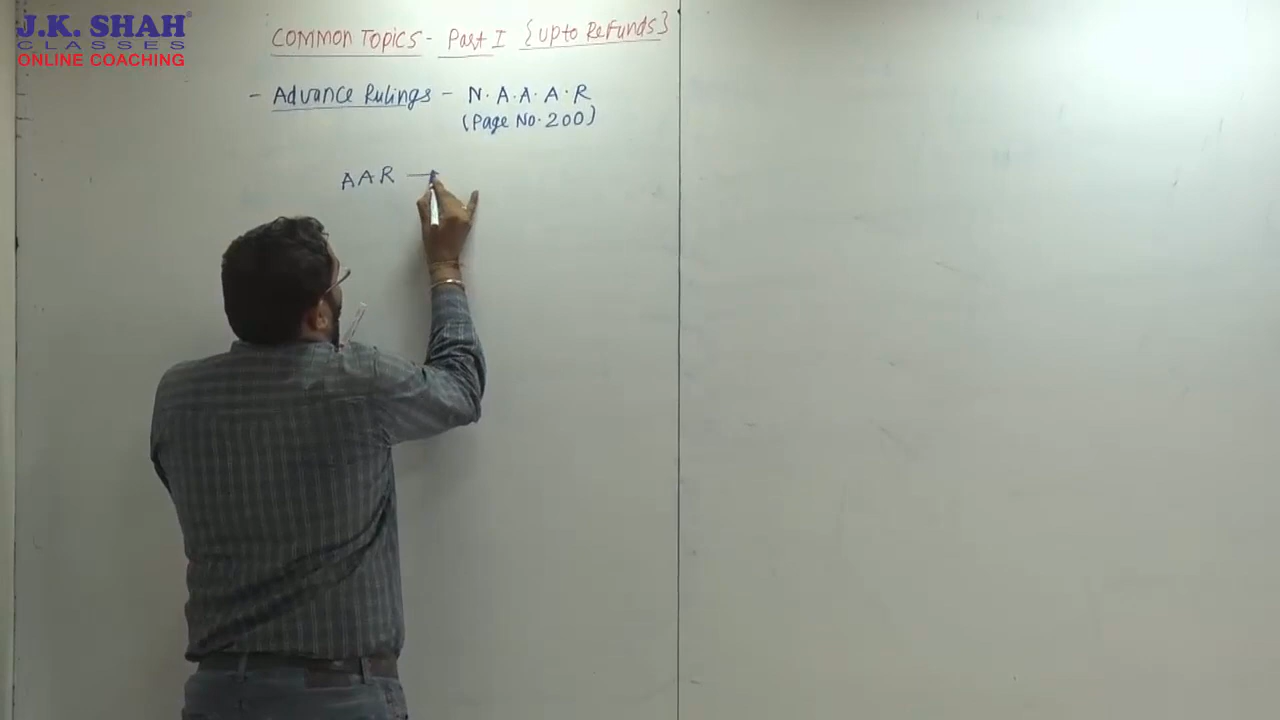 J.K. SHAH®
CLASSES
ONLINE COACHING
COMMON TOPICS - Part I {upto Refunds}
- Advance Rulings - N.A.A.A.R
(Page No. 200)
AAR